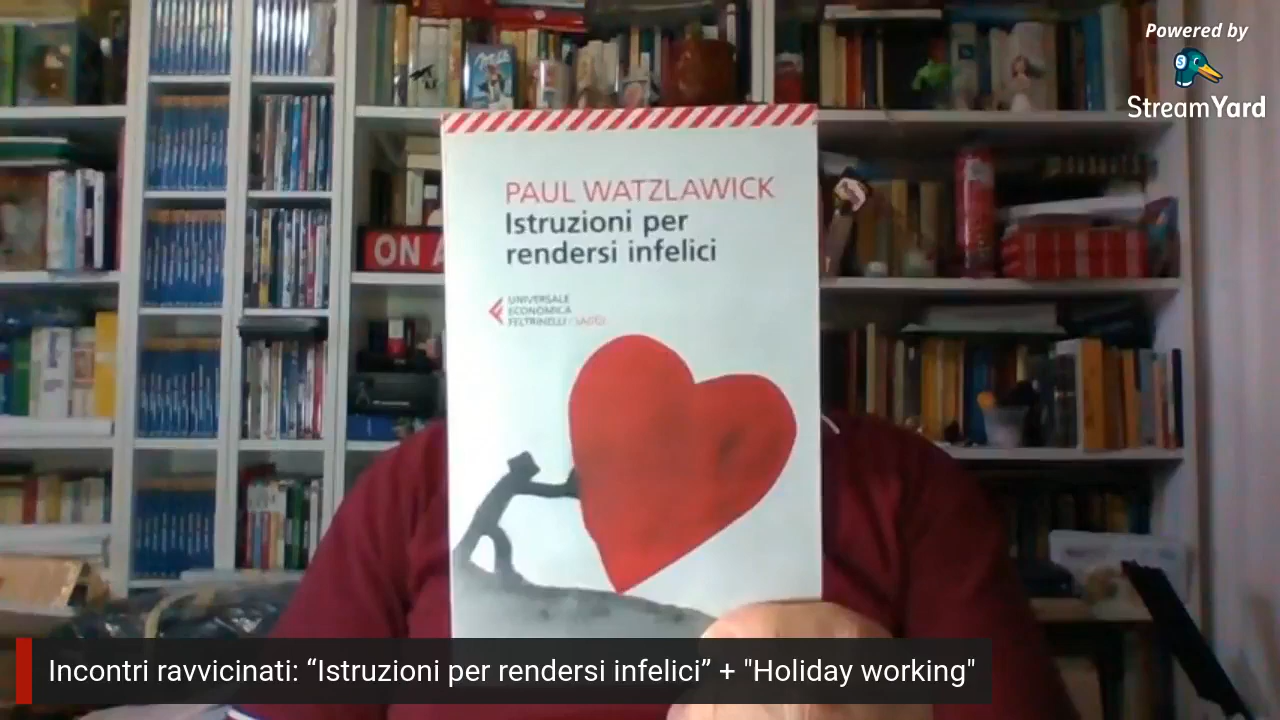 Powered by
StreamYard
ON A
PAUL WATZLAWICK
Istruzioni per
rendersi infelici
UNIVERSALE
ECONOMICA
FELTRINELLI
Incontri ravvicinati: “Istruzioni per rendersi infelici” + "Holiday working"